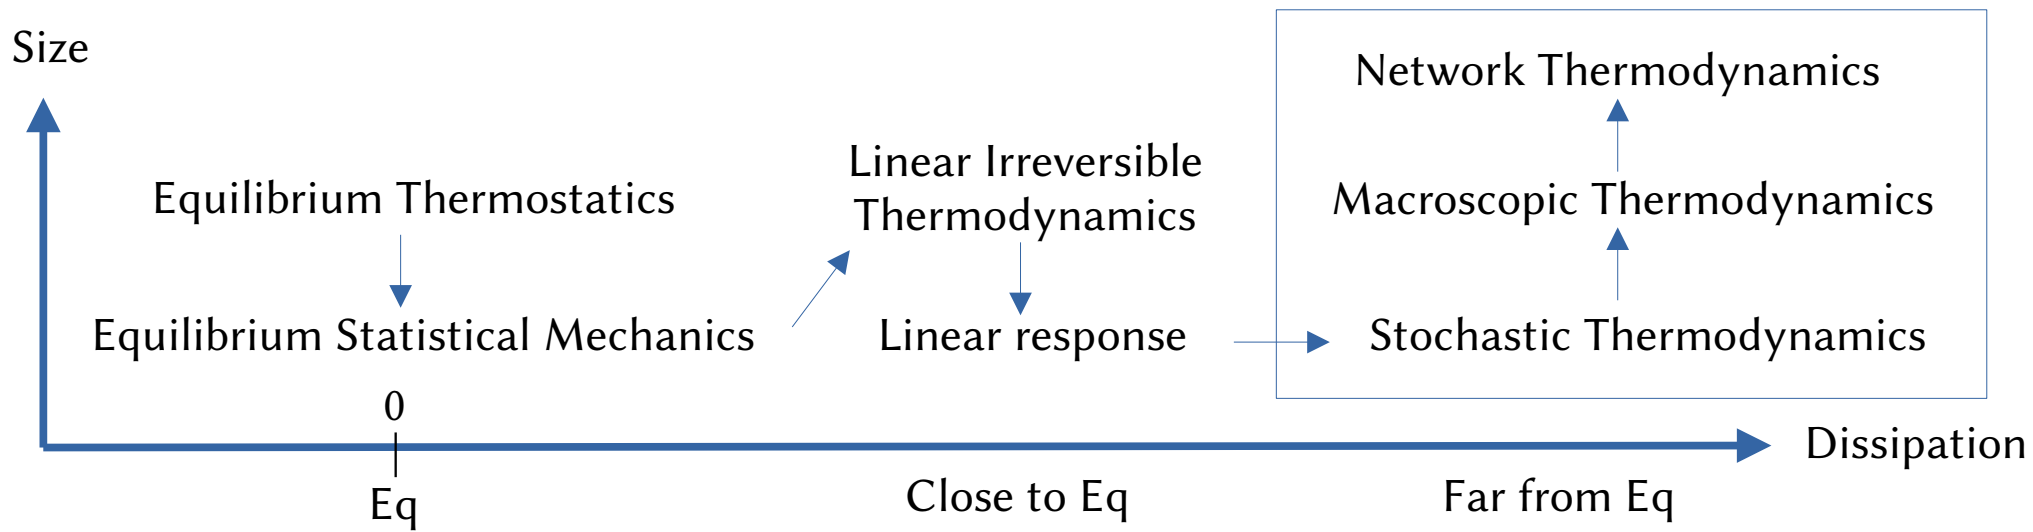 Size
Network Thermodynamics
Linear Irreversible
Thermodynamics
Equilibrium Thermostatics
Macroscopic Thermodynamics
Equilibrium Statistical Mechanics
Linear response
Stochastic Thermodynamics
0
Dissipation
Eq
Close to Eq
Far from Eq